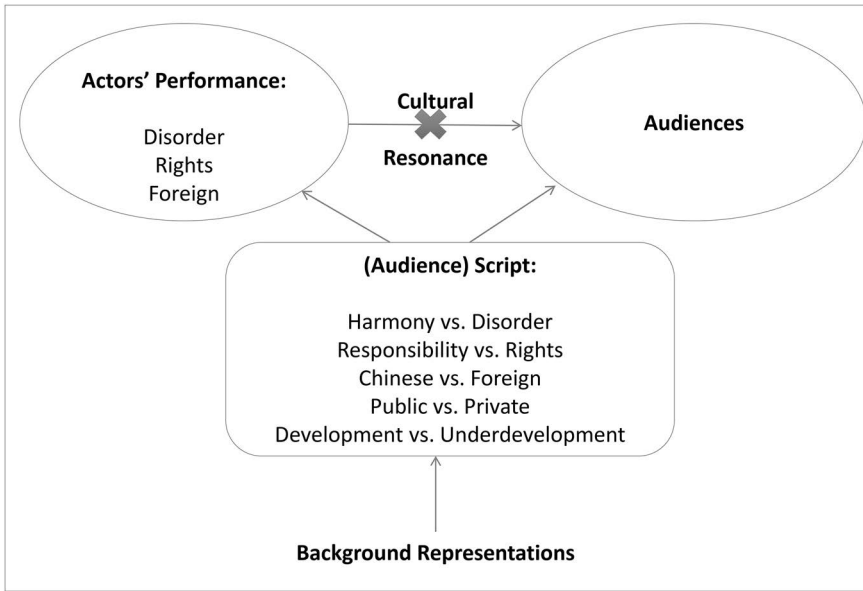 Actors’ Performance:
Disorder
Rights
Foreign
Cultural
Resonance
Audiences
(Audience) Script:
Harmony vs. Disorder
Responsibility vs. Rights
Chinese vs. Foreign
Public vs. Private
Development vs. Underdevelopment
Background Representations